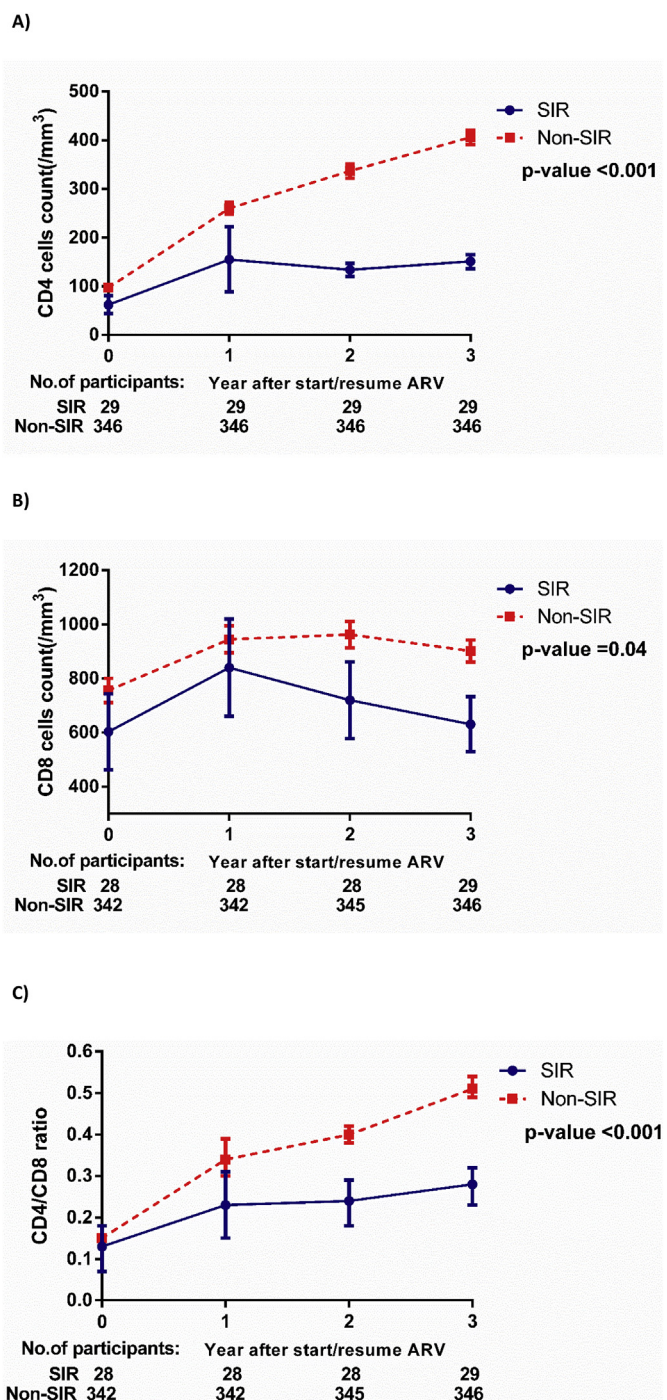 A)
500
400
300
200
100
0
CD4 cells count(/mm³)
SIR
Non-SIR
p-value <0.001
0 1 2 3
No.of participants: Year after start/resume ARV
SIR 29 29 29 29
Non-SIR 346 346 346 346
B)
1200
1000
800
600
400
CD8 cells count(/mm³)
SIR
Non-SIR
p-value =0.04
0 1 2 3
No.of participants: Year after start/resume ARV
SIR 28 28 28 29
Non-SIR 342 342 345 346
C)
0.6
0.5
0.4
0.3
0.2
0.1
0.0
CD4/CD8 ratio
SIR
Non-SIR
p-value <0.001
0 1 2 3
No.of participants: Year after start/resume ARV
SIR 28 28 28 29
Non-SIR 342 342 345 346